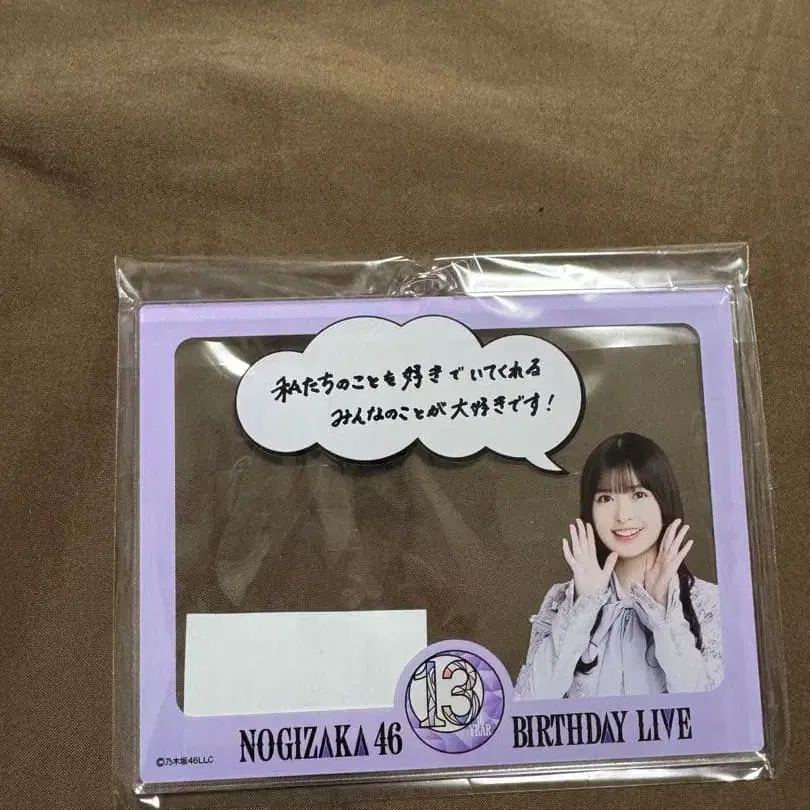 私たちのことを好きでいてくれる
みんなのことが大好きです!
13
YEAR
NOGIZAKA 46 BIRTHDAY LIVE
©乃木坂46LLC